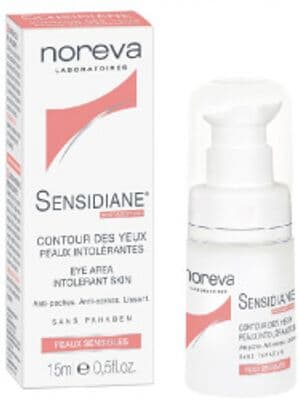 noreva
LABORATOIRES
SENSIDIANE®
CONTOUR DES YEUX
PEAUX INTOLÉRANTES
EYE AREA
INTOLERANT SKIN
Anti-poches. Anti-cernes. Lissant.
SANS PARABEN
PEAUX SENSIBLES
15ml ℮ 0,5fl.oz.
noreva
LABORATOIRES
SENSIDIANE
CONTOUR DES YEUX
PEAUX INTOLÉRANTES
SANS PARABEN